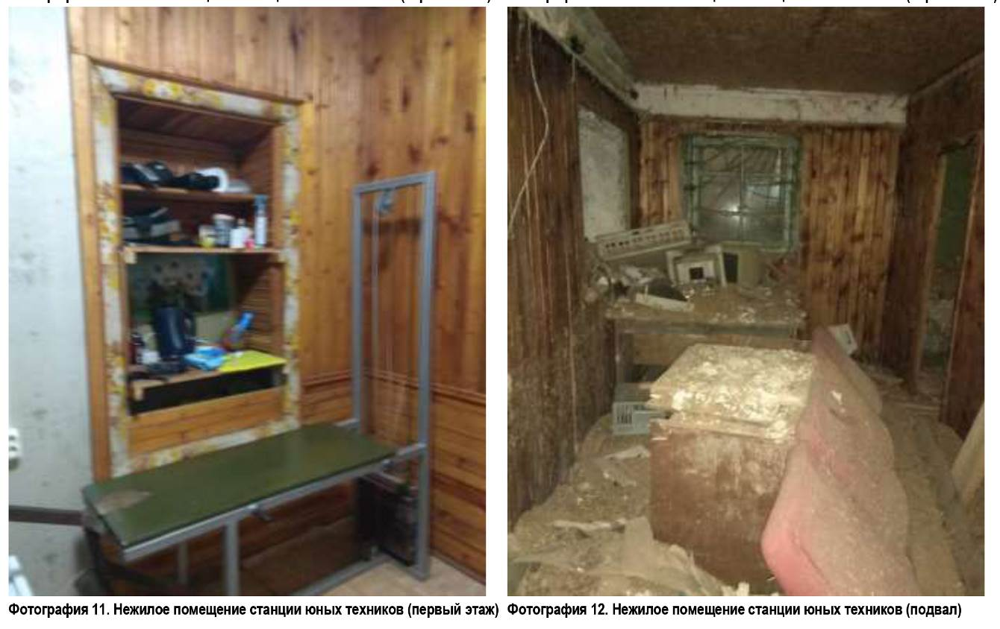 Фотография 11. Нежилое помещение станции юных техников (первый этаж)
Фотография 12. Нежилое помещение станции юных техников (подвал)